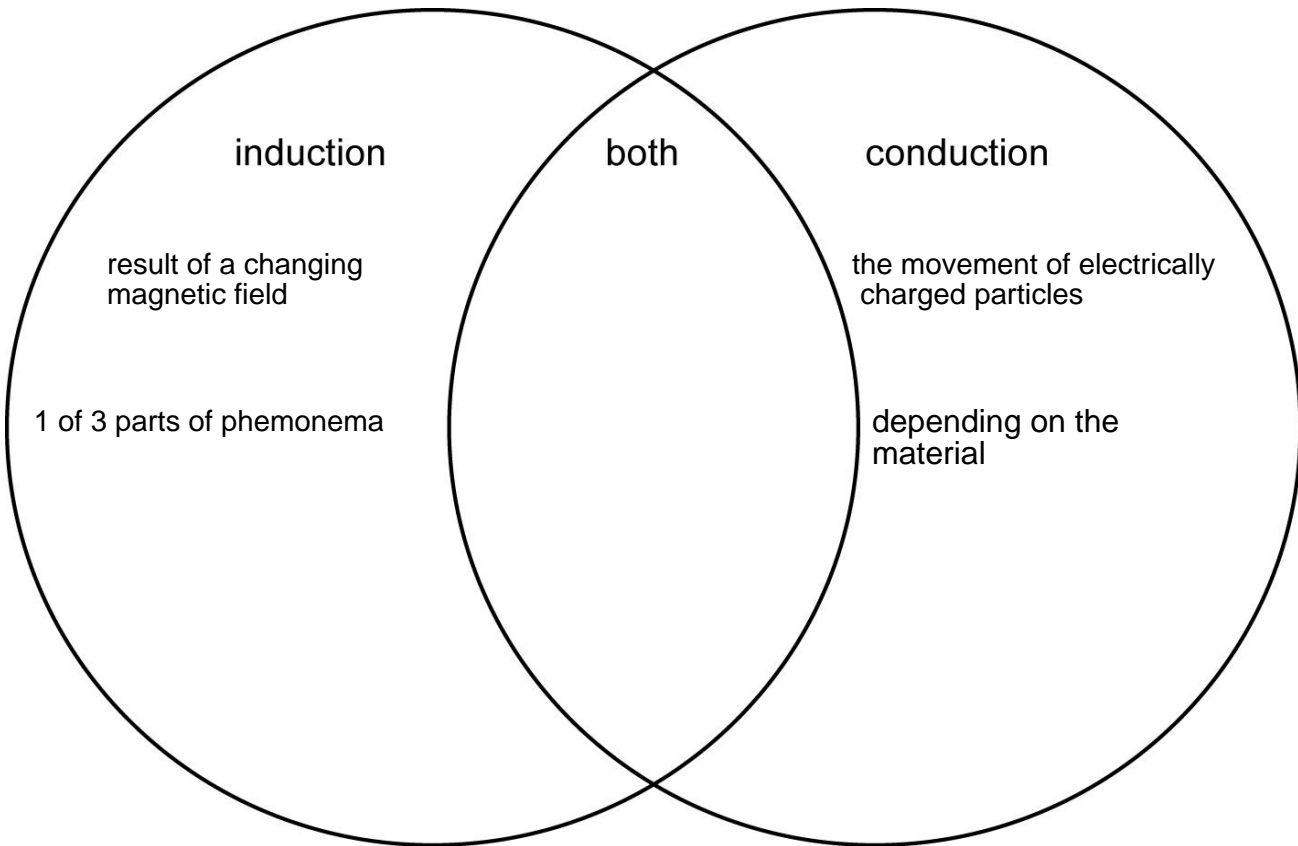 induction
both
conduction
result of a changing
magnetic field
the movement of electrically
charged particles
1 of 3 parts of phemonema
depending on the
material